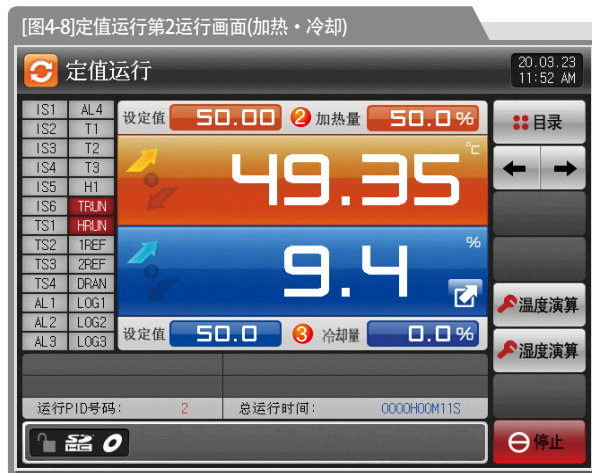 [图4-8]定值运行第2运行画面(加热·冷却)
定值运行
20.03.23
11:52 AM
IS1 AL4
IS2 T1
IS3 T2
IS4 T3
IS5 H1
IS6 TRUN
TS1 HRUN
TS2 1REF
TS3 2REF
TS4 DRAN
AL1 LOG1
AL2 LOG2
AL3 LOG3
设定值 50.00 2 加热量 50.0 %
49.35 ℃
9.4 %
设定值 50.0 3 冷却量 0.0 %
目录
温度演算
湿度演算
运行PID号码: 2 总运行时间: 0000H00M11S
SD HC
停止